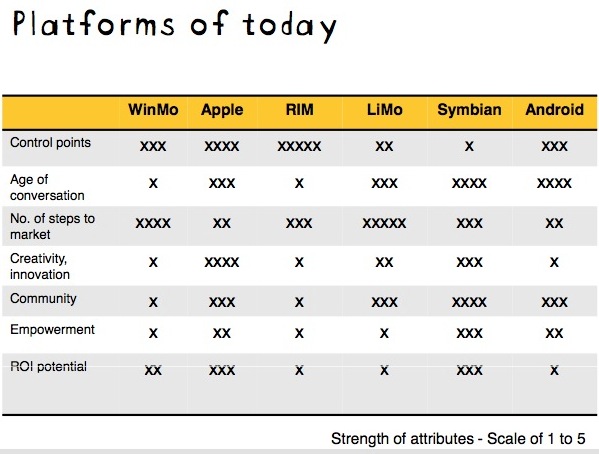 Platforms of today
WinMo Apple RIM LiMo Symbian Android
Control points xxx xxxx xxxxx xx x xxx
Age of
conversation x xxx x xxx xxxx xxxx
No. of steps to
market xxxx xx xxx xxxxx xxx xx
Creativity,
innovation x xxxx x xx xxx x
Community x xxx x xxx xxxx xxx
Empowerment x xx x x xxx xx
ROI potential xx xxx x x xxx x
Strength of attributes - Scale of 1 to 5